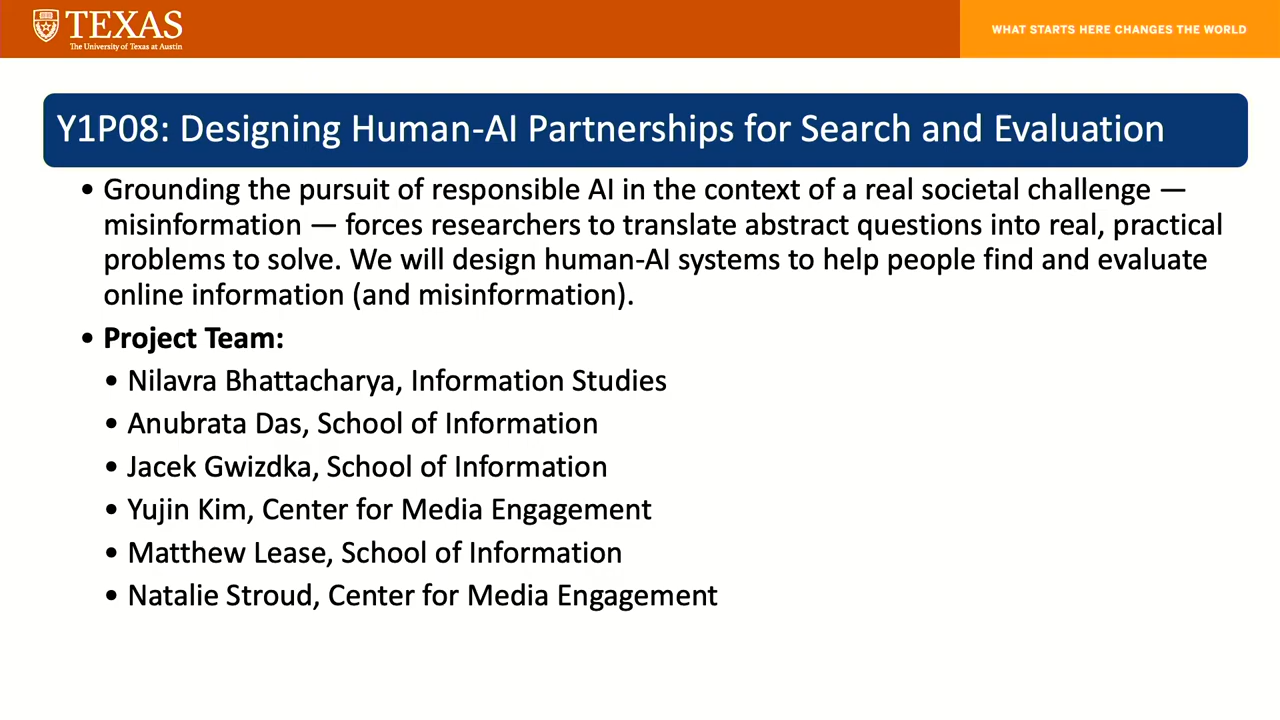 TEXAS
The University of Texas at Austin
WHAT STARTS HERE CHANGES THE WORLD
Y1P08: Designing Human-AI Partnerships for Search and Evaluation
• Grounding the pursuit of responsible AI in the context of a real societal challenge —
misinformation — forces researchers to translate abstract questions into real, practical
problems to solve. We will design human-AI systems to help people find and evaluate
online information (and misinformation).
• Project Team:
• Nilavra Bhattacharya, Information Studies
• Anubrata Das, School of Information
• Jacek Gwizdka, School of Information
• Yujin Kim, Center for Media Engagement
• Matthew Lease, School of Information
• Natalie Stroud, Center for Media Engagement